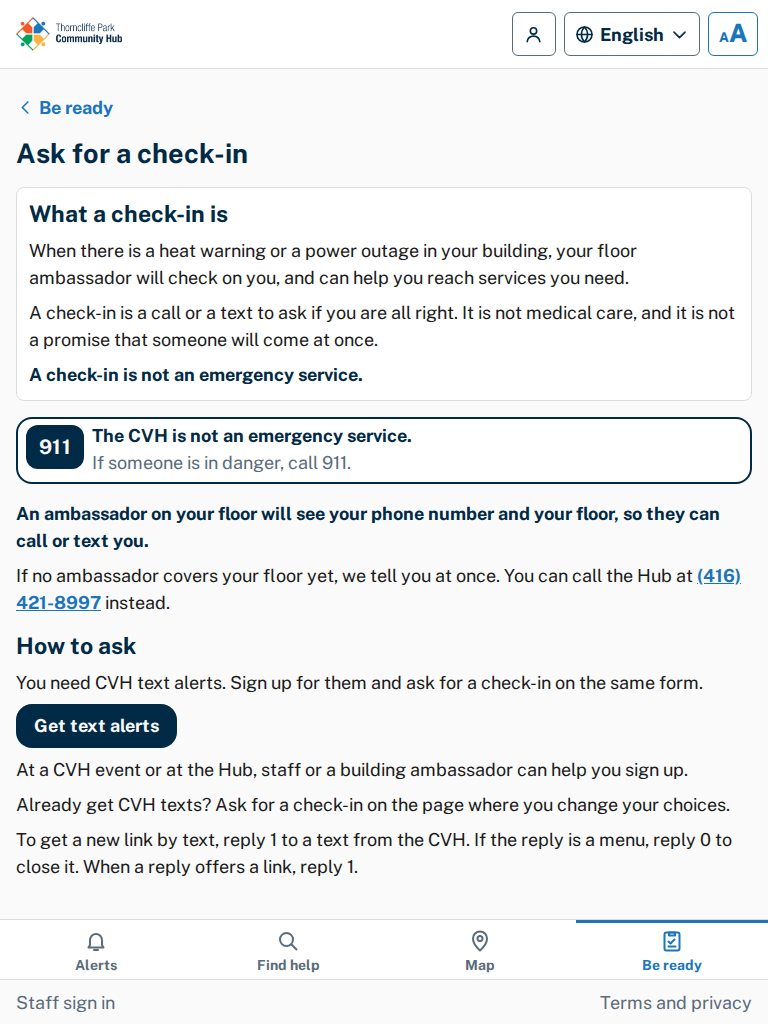 Thorncliffe Park
Community Hub
English
AA
Be ready
Ask for a check-in
What a check-in is
When there is a heat warning or a power outage in your building, your floor
ambassador will check on you, and can help you reach services you need.
A check-in is a call or a text to ask if you are all right. It is not medical care, and it is not
a promise that someone will come at once.
A check-in is not an emergency service.
911
The CVH is not an emergency service.
If someone is in danger, call 911.
An ambassador on your floor will see your phone number and your floor, so they can
call or text you.
If no ambassador covers your floor yet, we tell you at once. You can call the Hub at (416)
421-8997 instead.
How to ask
You need CVH text alerts. Sign up for them and ask for a check-in on the same form.
Get text alerts
At a CVH event or at the Hub, staff or a building ambassador can help you sign up.
Already get CVH texts? Ask for a check-in on the page where you change your choices.
To get a new link by text, reply 1 to a text from the CVH. If the reply is a menu, reply 0 to
close it. When a reply offers a link, reply 1.
Alerts
Find help
Map
Be ready
Staff sign in
Terms and privacy